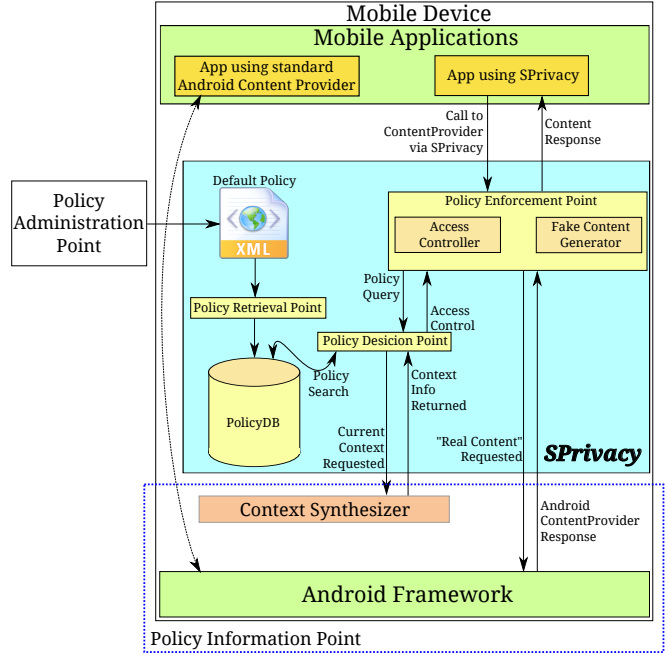 Mobile Device
Mobile Applications
App using standard
Android Content Provider
App using SPrivacy
Call to
ContentProvider
via SPrivacy
Content
Response
Policy
Administration
Point
Default Policy
XML
Policy Enforcement Point
Access
Controller
Fake Content
Generator
Policy
Query
Access
Control
Policy Retrieval Point
Policy Desicion Point
Policy
Search
Context
Info
Returned
PolicyDB
Current
Context
Requested
"Real Content"
Requested
SPrivacy
Context Synthesizer
Android
ContentProvider
Response
Android Framework
Policy Information Point